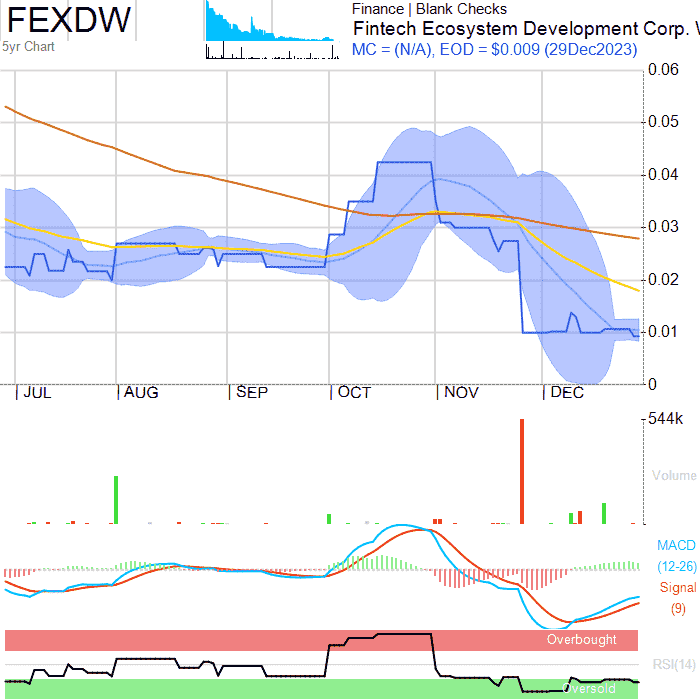 FEXDW
5yr Chart
Finance | Blank Checks
Fintech Ecosystem Development Corp. W
MC = (N/A), EOD = $0.009 (29Dec2023)
0.06
0.05
0.04
0.03
0.02
0.01
0
JUL AUG SEP OCT NOV DEC
544k
Volume
MACD
(12-26)
Signal
(9)
Overbought
RSI(14)
Oversold